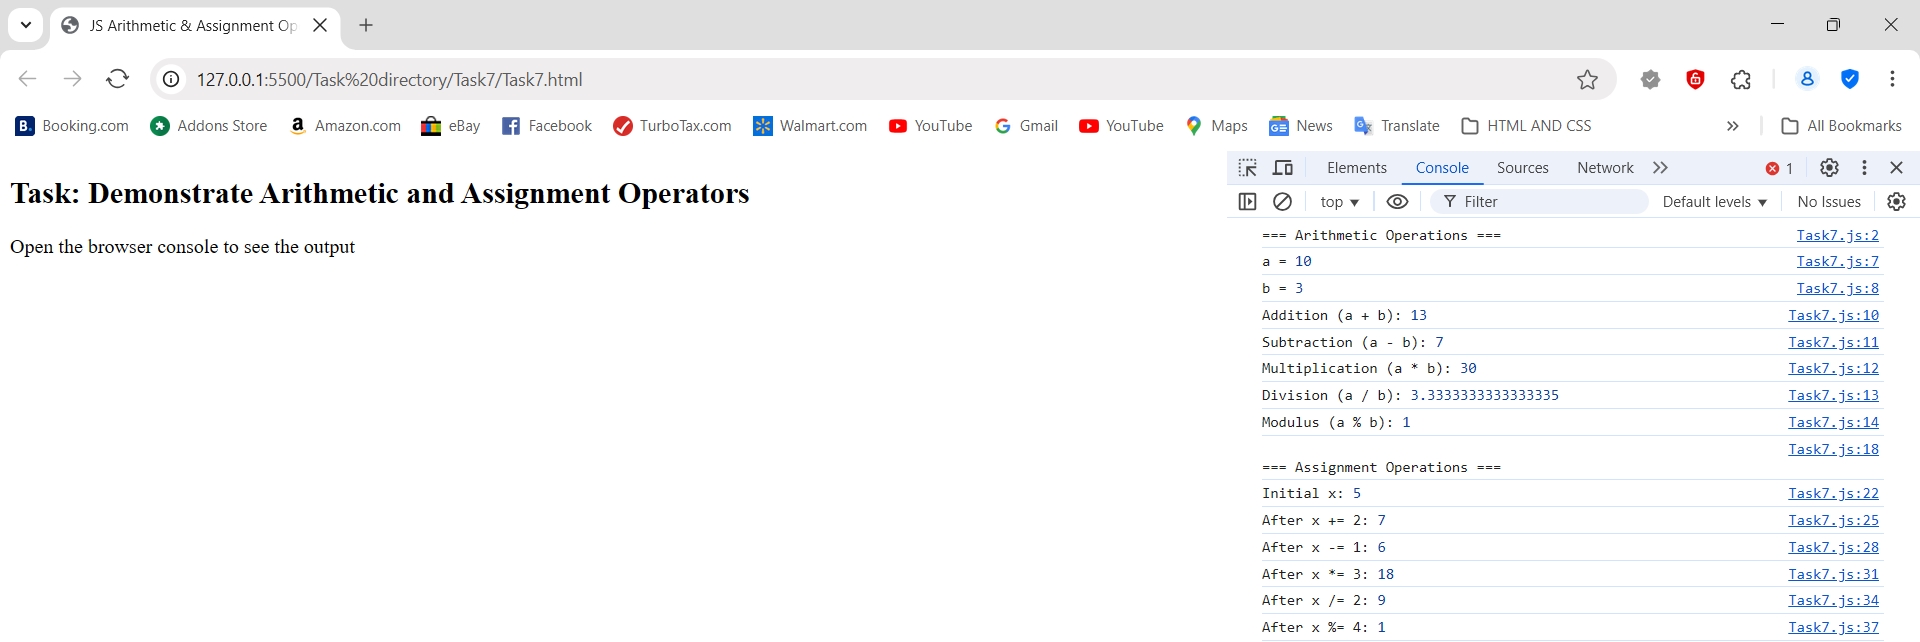 JS Arithmetic & Assignment Op
127.0.0.1:5500/Task%20directory/Task7/Task7.html
Booking.com Addons Store Amazon.com eBay Facebook TurboTax.com Walmart.com YouTube Gmail YouTube Maps News Translate HTML AND CSS » All Bookmarks
Elements Console Sources Network 1
top Filter Default levels No Issues
Task: Demonstrate Arithmetic and Assignment Operators
Open the browser console to see the output
=== Arithmetic Operations === Task7.js:2
a = 10 Task7.js:7
b = 3 Task7.js:8
Addition (a + b): 13 Task7.js:10
Subtraction (a - b): 7 Task7.js:11
Multiplication (a * b): 30 Task7.js:12
Division (a / b): 3.3333333333333335 Task7.js:13
Modulus (a % b): 1 Task7.js:14
Task7.js:18
=== Assignment Operations ===
Initial x: 5 Task7.js:22
After x += 2: 7 Task7.js:25
After x -= 1: 6 Task7.js:28
After x *= 3: 18 Task7.js:31
After x /= 2: 9 Task7.js:34
After x %= 4: 1 Task7.js:37